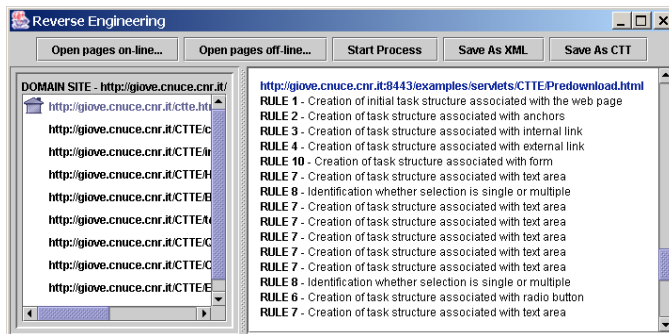 Reverse Engineering
Open pages on-line... Open pages off-line... Start Process Save As XML Save As CTT
DOMAIN SITE - http://giove.cnuce.cnr.it/
http://giove.cnuce.cnr.it/ctte.htm
http://giove.cnuce.cnr.it/CTTE/c
http://giove.cnuce.cnr.it/CTTE/ir
http://giove.cnuce.cnr.it/CTTE/H
http://giove.cnuce.cnr.it/CTTE/E
http://giove.cnuce.cnr.it/CTTE/te
http://giove.cnuce.cnr.it/CTTE/C
http://giove.cnuce.cnr.it/CTTE/C
http://giove.cnuce.cnr.it/CTTE/E
http://giove.cnuce.cnr.it:8443/examples/servlets/CTTE/Predownload.html
RULE 1 - Creation of initial task structure associated with the web page
RULE 2 - Creation of task structure associated with anchors
RULE 3 - Creation of task structure associated with internal link
RULE 4 - Creation of task structure associated with external link
RULE 10 - Creation of task structure associated with form
RULE 7 - Creation of task structure associated with text area
RULE 8 - Identification whether selection is single or multiple
RULE 7 - Creation of task structure associated with text area
RULE 7 - Creation of task structure associated with text area
RULE 7 - Creation of task structure associated with text area
RULE 7 - Creation of task structure associated with text area
RULE 7 - Creation of task structure associated with text area
RULE 8 - Identification whether selection is single or multiple
RULE 6 - Creation of task structure associated with radio button
RULE 7 - Creation of task structure associated with text area